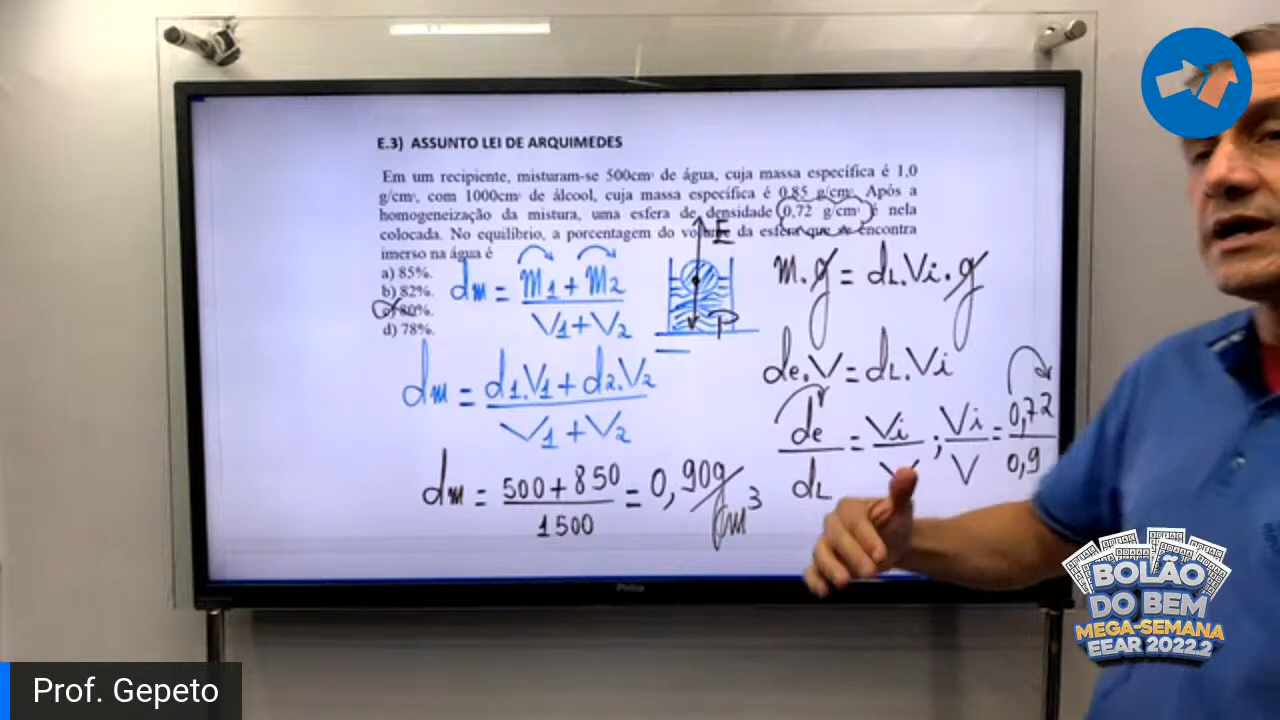 E.3) ASSUNTO LEI DE ARQUIMEDES
Em um recipiente, misturam-se 500cm³ de água, cuja massa específica é 1,0
g/cm³, com 1000cm³ de álcool, cuja massa específica é 0,85 g/cm³. Após a
homogeneização da mistura, uma esfera de densidade 0,72 g/cm³ é nela
colocada. No equilíbrio, a porcentagem do volume da esfera que se encontra
imerso na água é
a) 85%.
b) 82%.
c) 80%.
d) 78%.
dm = m1 + m2 / V1 + V2
E
P
dm = d1.V1 + d2.V2 / V1 + V2
dm = 500 + 850 / 1500 = 0,90g/cm³
m.g = dL.Vi.g
de.V = dL.Vi
de / dL = Vi / V ; Vi / V = 0,72 / 0,9
Philco
BOLÃO
DO BEM
MEGA-SEMANA
EEAR 2022.2
Prof. Gepeto